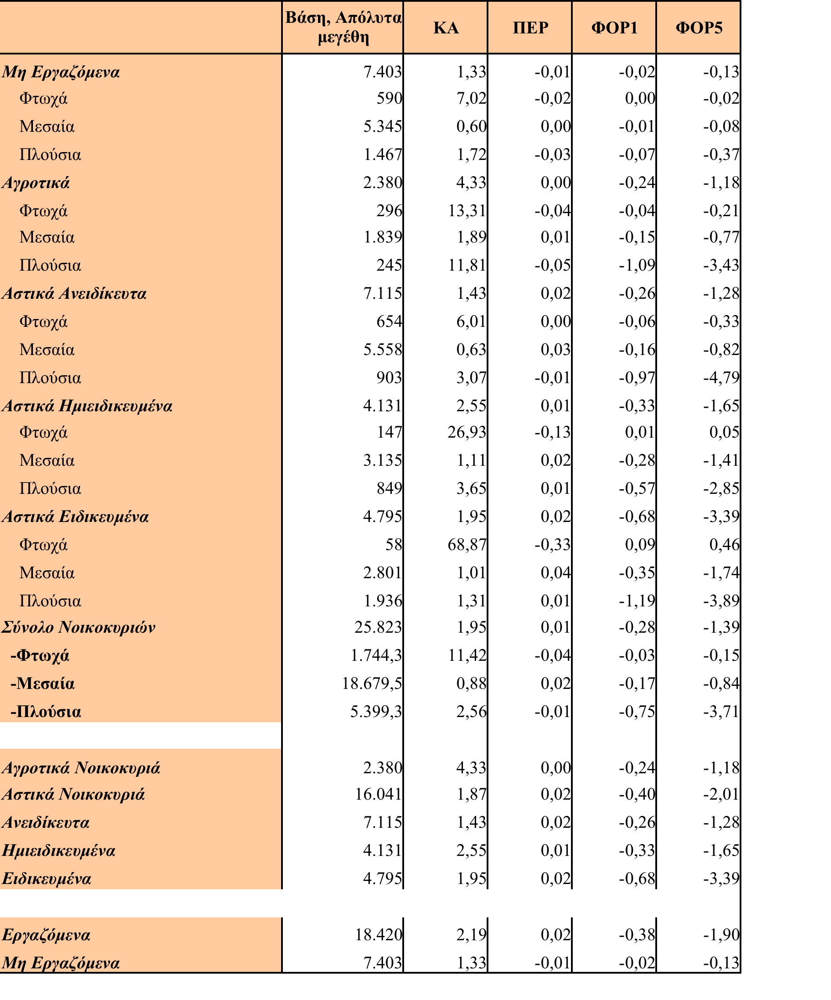 Βάση, Απόλυτα μεγέθη ΚΑ ΠΕΡ ΦΟΡ1 ΦΟΡ5
Μη Εργαζόμενα 7.403 1,33 -0,01 -0,02 -0,13
Φτωχά 590 7,02 -0,02 0,00 -0,02
Μεσαία 5.345 0,60 0,00 -0,01 -0,08
Πλούσια 1.467 1,72 -0,03 -0,07 -0,37
Αγροτικά 2.380 4,33 0,00 -0,24 -1,18
Φτωχά 296 13,31 -0,04 -0,04 -0,21
Μεσαία 1.839 1,89 0,01 -0,15 -0,77
Πλούσια 245 11,81 -0,05 -1,09 -3,43
Αστικά Ανειδίκευτα 7.115 1,43 0,02 -0,26 -1,28
Φτωχά 654 6,01 0,00 -0,06 -0,33
Μεσαία 5.558 0,63 0,03 -0,16 -0,82
Πλούσια 903 3,07 -0,01 -0,97 -4,79
Αστικά Ημιειδικευμένα 4.131 2,55 0,01 -0,33 -1,65
Φτωχά 147 26,93 -0,13 0,01 0,05
Μεσαία 3.135 1,11 0,02 -0,28 -1,41
Πλούσια 849 3,65 0,01 -0,57 -2,85
Αστικά Ειδικευμένα 4.795 1,95 0,02 -0,68 -3,39
Φτωχά 58 68,87 -0,33 0,09 0,46
Μεσαία 2.801 1,01 0,04 -0,35 -1,74
Πλούσια 1.936 1,31 0,01 -1,19 -3,89
Σύνολο Νοικοκυριών 25.823 1,95 0,01 -0,28 -1,39
-Φτωχά 1.744,3 11,42 -0,04 -0,03 -0,15
-Μεσαία 18.679,5 0,88 0,02 -0,17 -0,84
-Πλούσια 5.399,3 2,56 -0,01 -0,75 -3,71
Αγροτικά Νοικοκυριά 2.380 4,33 0,00 -0,24 -1,18
Αστικά Νοικοκυριά 16.041 1,87 0,02 -0,40 -2,01
Ανειδίκευτα 7.115 1,43 0,02 -0,26 -1,28
Ημιειδικευμένα 4.131 2,55 0,01 -0,33 -1,65
Ειδικευμένα 4.795 1,95 0,02 -0,68 -3,39
Εργαζόμενα 18.420 2,19 0,02 -0,38 -1,90
Μη Εργαζόμενα 7.403 1,33 -0,01 -0,02 -0,13